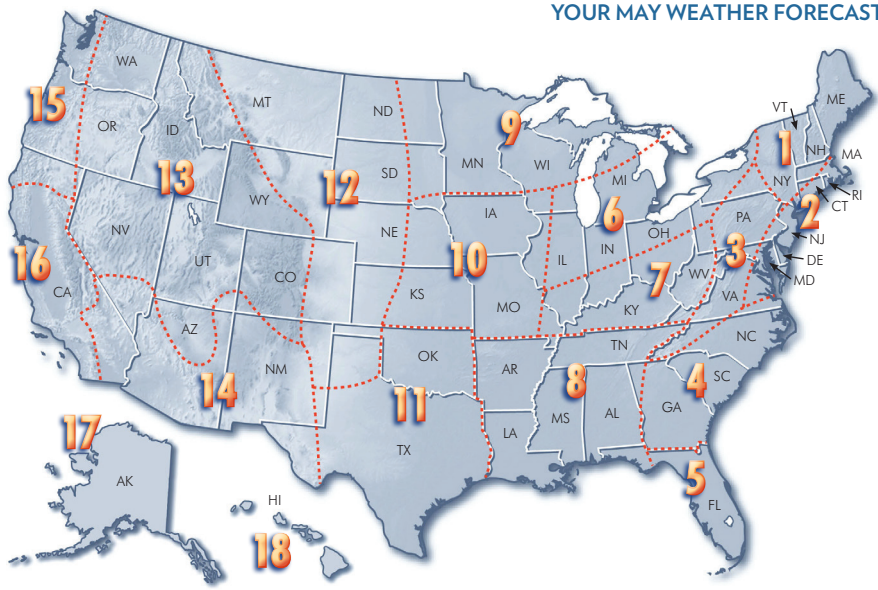 YOUR MAY WEATHER FORECAST
WA
MT
ND
MN
9
VT
ME
15
OR
ID
SD
WI
MI
1
NH
MA
13
12
WY
NY
RI
CT
IA
6
2
NE
PA
NV
OH
NJ
16
UT
CO
10
IL
IN
3
DE
7
WV
MD
CA
KS
MO
VA
KY
AZ
OK
TN
NC
NM
AR
8
4
SC
14
11
MS
AL
GA
17
LA
TX
AK
5
HI
FL
18